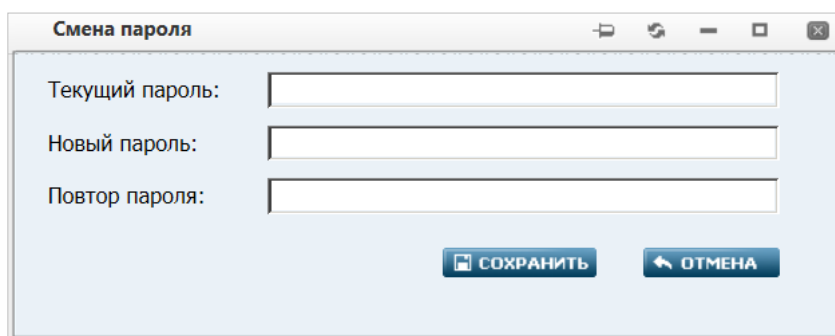 Смена пароля
Текущий пароль:
Новый пароль:
Повтор пароля:
СОХРАНИТЬ ОТМЕНА